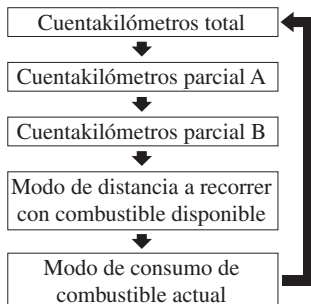 Cuentakilómetros total
Cuentakilómetros parcial A
Cuentakilómetros parcial B
Modo de distancia a recorrer
con combustible disponible
Modo de consumo de
combustible actual